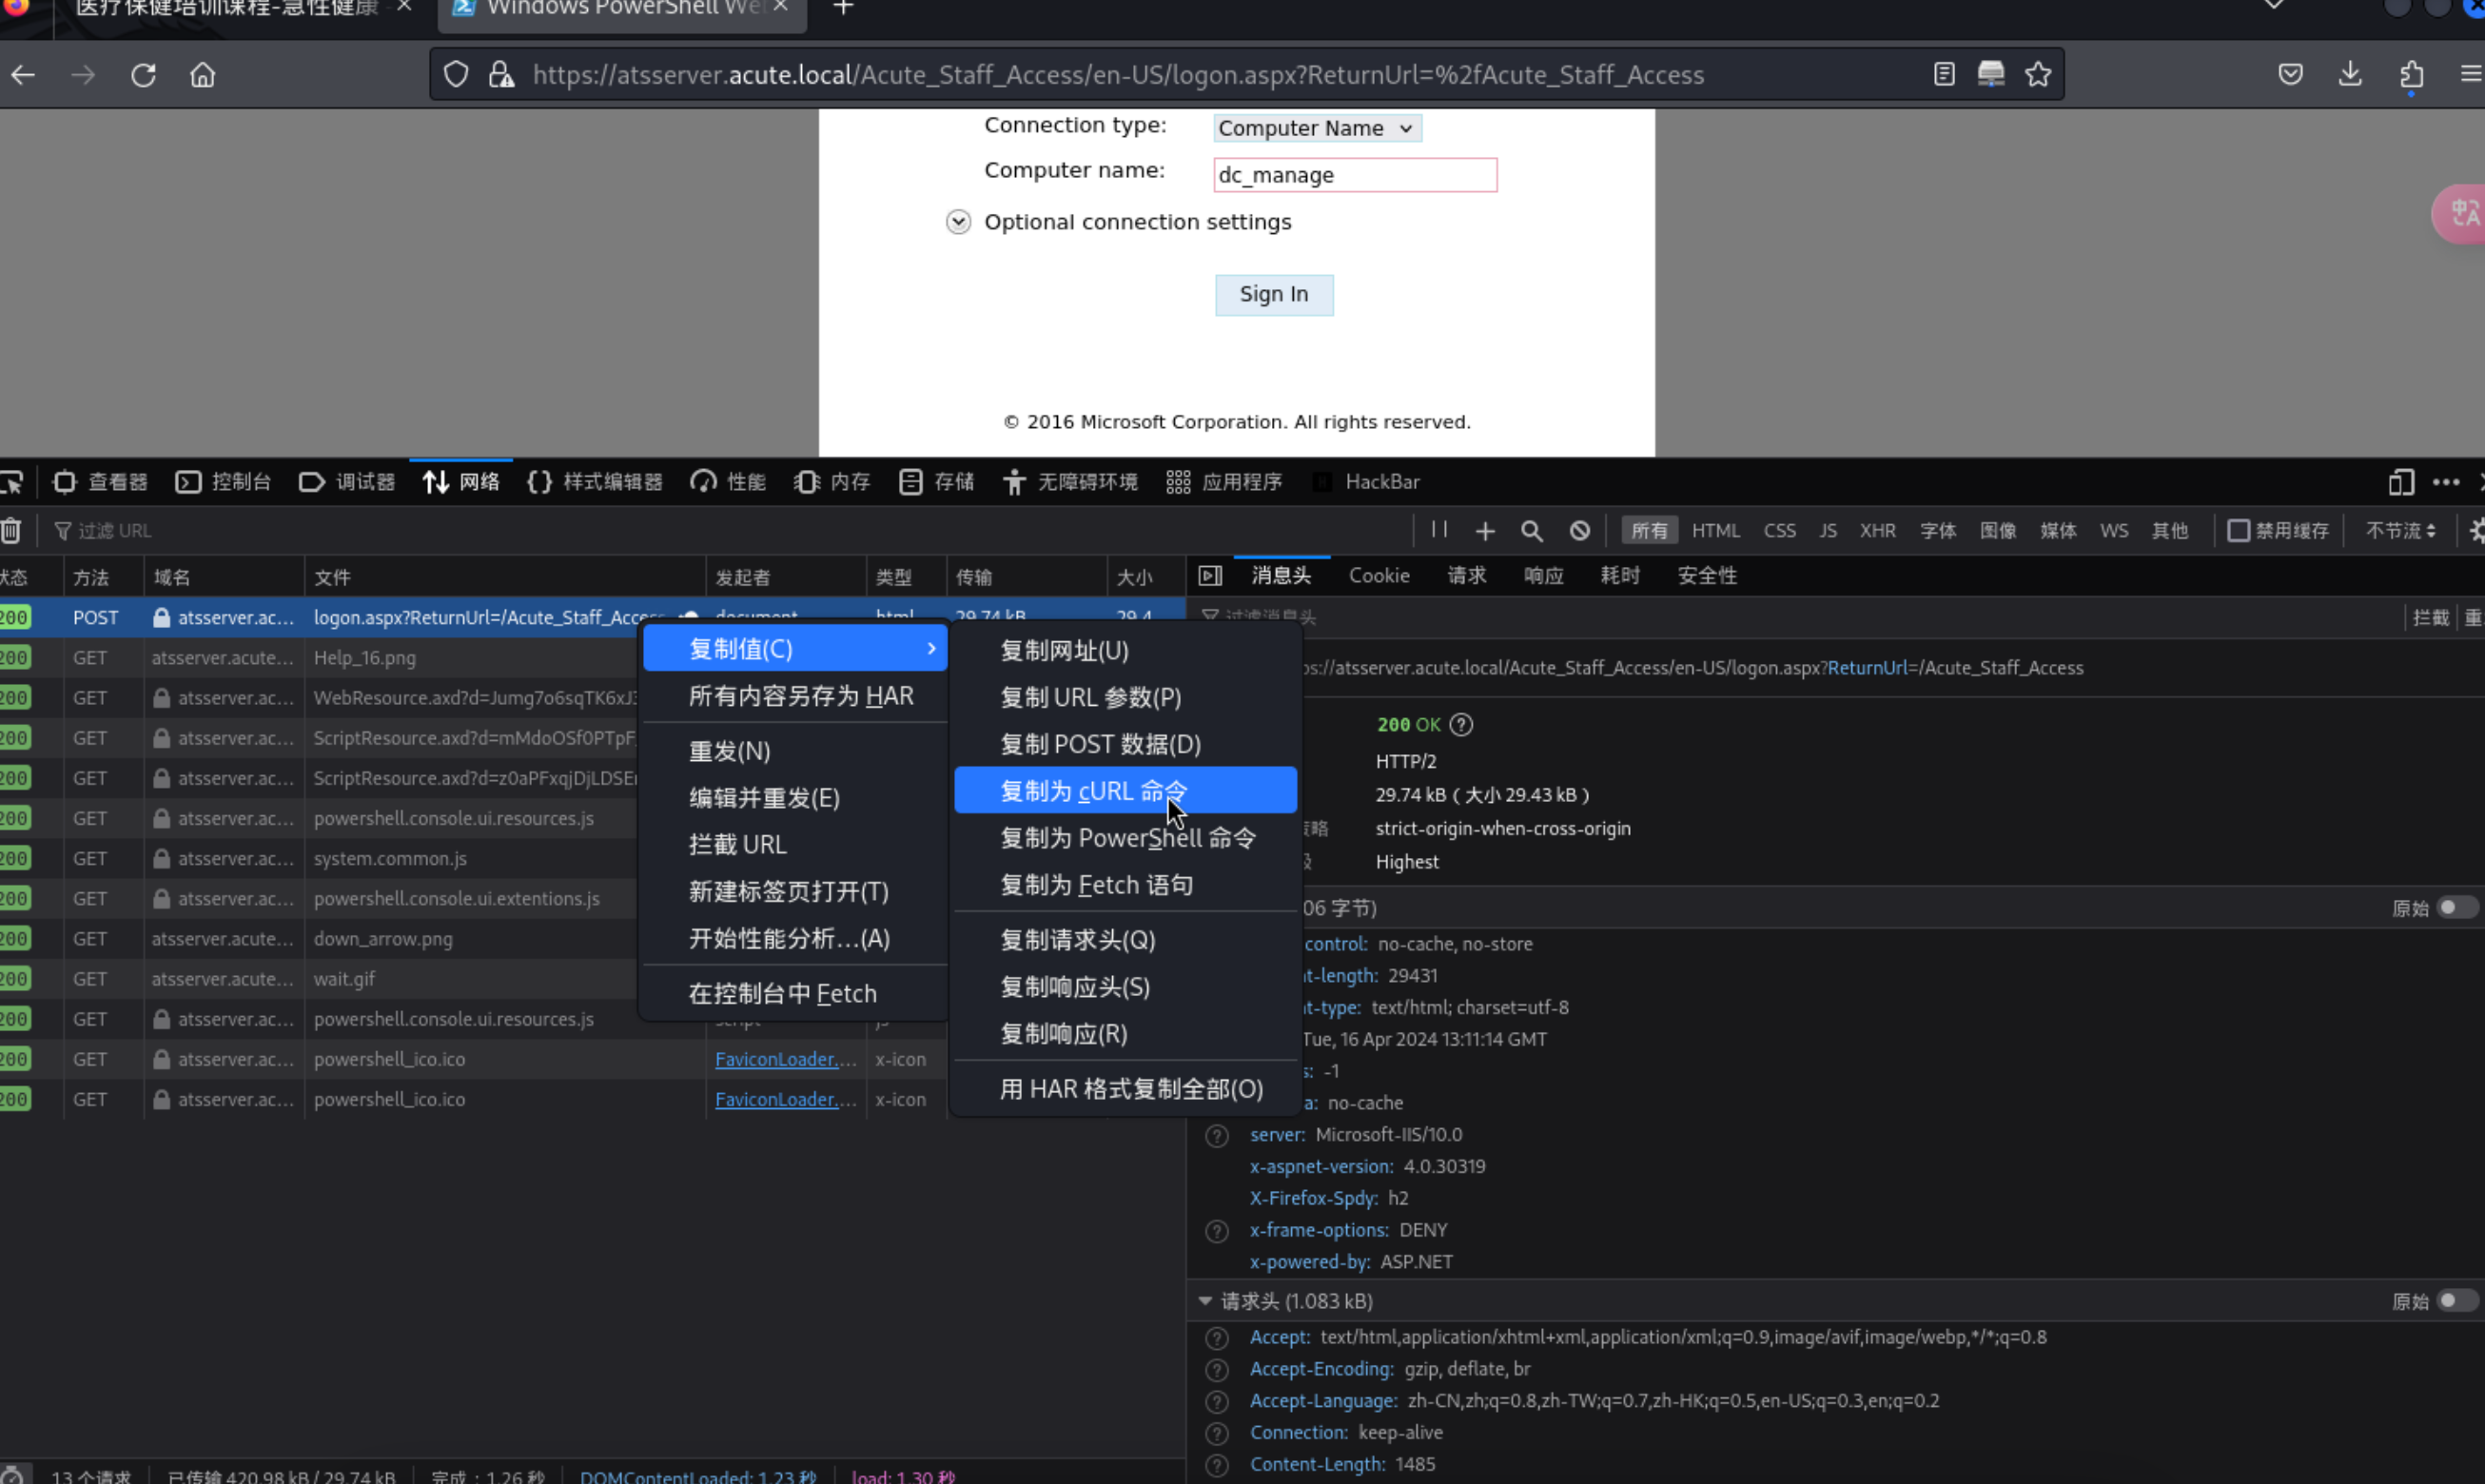 医疗保健培训课程-急性健康
Windows PowerShell We
https://atsserver.acute.local/Acute_Staff_Access/en-US/logon.aspx?ReturnUrl=%2fAcute_Staff_Access
Connection type: Computer Name
Computer name: dc_manage
Optional connection settings
Sign In
© 2016 Microsoft Corporation. All rights reserved.
查看器 控制台 调试器 网络 样式编辑器 性能 内存 存储 无障碍环境 应用程序 HackBar
过滤 URL
所有 HTML CSS JS XHR 字体 图像 媒体 WS 其他 禁用缓存 不节流
状态 方法 域名 文件 发起者 类型 传输 大小
200 POST atsserver.ac… logon.aspx?ReturnUrl=/Acute_Staff_Acces document html 29.74 kB 29.4
200 GET atsserver.acute… Help_16.png
200 GET atsserver.ac… WebResource.axd?d=Jumg7o6sqTK6xJ
200 GET atsserver.ac… ScriptResource.axd?d=mMdoOSf0PTpF
200 GET atsserver.ac… ScriptResource.axd?d=z0aPFxqjDjLDSE
200 GET atsserver.ac… powershell.console.ui.resources.js
200 GET atsserver.ac… system.common.js
200 GET atsserver.ac… powershell.console.ui.extentions.js
200 GET atsserver.acute… down_arrow.png
200 GET atsserver.acute… wait.gif
200 GET atsserver.ac… powershell.console.ui.resources.js script js
200 GET atsserver.ac… powershell_ico.ico FaviconLoader.… x-icon
200 GET atsserver.ac… powershell_ico.ico FaviconLoader.… x-icon
复制值(C)
所有内容另存为 HAR
重发(N)
编辑并重发(E)
拦截 URL
新建标签页打开(T)
开始性能分析…(A)
在控制台中 Fetch
复制网址(U)
复制 URL 参数(P)
复制 POST 数据(D)
复制为 cURL 命令
复制为 PowerShell 命令
复制为 Fetch 语句
复制请求头(Q)
复制响应头(S)
复制响应(R)
用 HAR 格式复制全部(O)
消息头 Cookie 请求 响应 耗时 安全性
过滤消息头 拦截 重
ps://atsserver.acute.local/Acute_Staff_Access/en-US/logon.aspx?ReturnUrl=/Acute_Staff_Access
200 OK
HTTP/2
29.74 kB（大小 29.43 kB）
策略 strict-origin-when-cross-origin
级 Highest
06 字节) 原始
control: no-cache, no-store
t-length: 29431
t-type: text/html; charset=utf-8
Tue, 16 Apr 2024 13:11:14 GMT
s: -1
a: no-cache
server: Microsoft-IIS/10.0
x-aspnet-version: 4.0.30319
X-Firefox-Spdy: h2
x-frame-options: DENY
x-powered-by: ASP.NET
请求头 (1.083 kB) 原始
Accept: text/html,application/xhtml+xml,application/xml;q=0.9,image/avif,image/webp,*/*;q=0.8
Accept-Encoding: gzip, deflate, br
Accept-Language: zh-CN,zh;q=0.8,zh-TW;q=0.7,zh-HK;q=0.5,en-US;q=0.3,en;q=0.2
Connection: keep-alive
Content-Length: 1485
13 个请求 已传输 420.98 kB / 29.74 kB 完成：1.26 秒 DOMContentLoaded: 1.23 秒 load: 1.30 秒